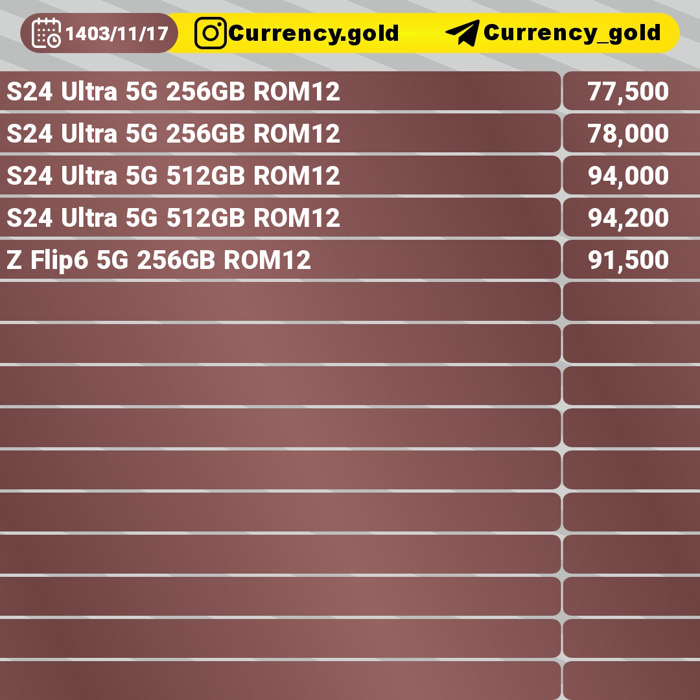 1403/11/17 Currency.gold Currency_gold
S24 Ultra 5G 256GB ROM12 77,500
S24 Ultra 5G 256GB ROM12 78,000
S24 Ultra 5G 512GB ROM12 94,000
S24 Ultra 5G 512GB ROM12 94,200
Z Flip6 5G 256GB ROM12 91,500